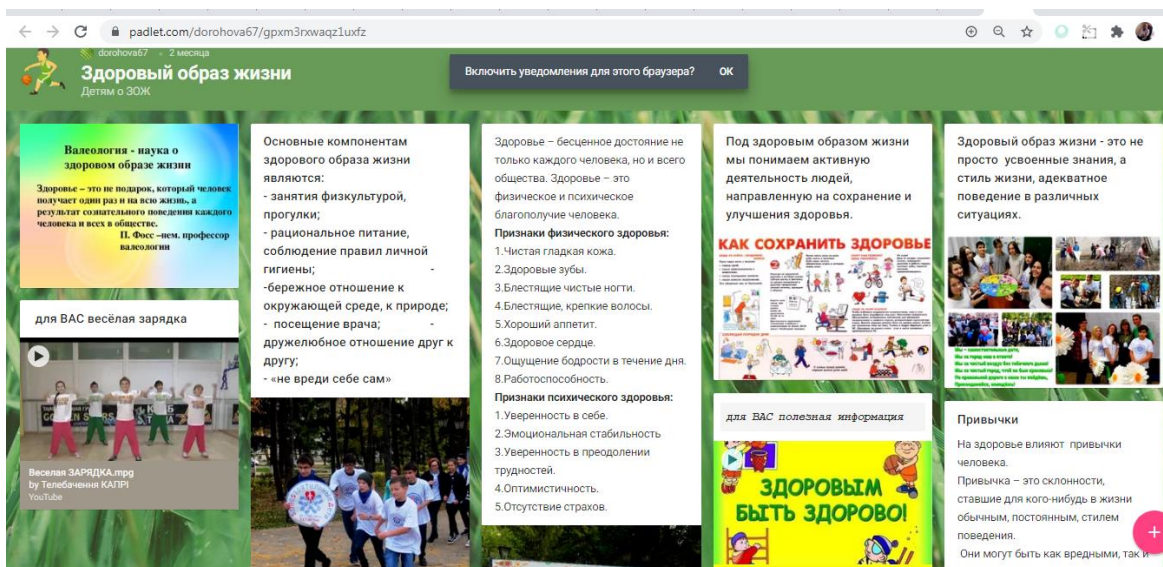 padlet.com/dorohova67/gpxm3rxwaqz1uxfz
dorohova67 • 2 месяца
Здоровый образ жизни
Детям о ЗОЖ
Включить уведомления для этого браузера? ОК
Валеология - наука о
здоровом образе жизни
Здоровье – это не подарок, который человек
получает один раз и на всю жизнь, а
результат сознательного поведения каждого
человека и всех в обществе.
П. Фосс –нем. профессор
валеологии
для ВАС весёлая зарядка
Веселая ЗАРЯДКА.mpg
by Телебачення КАПРІ
YouTube
Основные компонентам
здорового образа жизни
являются:
- занятия физкультурой,
прогулки;
- рациональное питание,
соблюдение правил личной
гигиены; -
-бережное отношение к
окружающей среде, к природе;
- посещение врача; -
дружелюбное отношение друг к
другу;
- «не вреди себе сам»
Здоровье – бесценное достояние не
только каждого человека, но и всего
общества. Здоровье – это
физическое и психическое
благополучие человека.
Признаки физического здоровья:
1.Чистая гладкая кожа.
2.Здоровые зубы.
3.Блестящие чистые ногти.
4.Блестящие, крепкие волосы.
5.Хороший аппетит.
6.Здоровое сердце.
7.Ощущение бодрости в течение дня.
8.Работоспособность.
Признаки психического здоровья:
1.Уверенность в себе.
2.Эмоциональная стабильность
3.Уверенность в преодолении
трудностей.
4.Оптимистичность.
5.Отсутствие страхов.
Под здоровым образом жизни
мы понимаем активную
деятельность людей,
направленную на сохранение и
улучшения здоровья.
КАК СОХРАНИТЬ ЗДОРОВЬЕ
для ВАС полезная информация
ЗДОРОВЫМ
БЫТЬ ЗДОРОВО!
Здоровый образ жизни - это не
просто усвоенные знания, а
стиль жизни, адекватное
поведение в различных
ситуациях.
Привычки
На здоровье влияют привычки
человека.
Привычка – это склонности,
ставшие для кого-нибудь в жизни
обычным, постоянным, стилем
поведения.
Они могут быть как вредными, так и